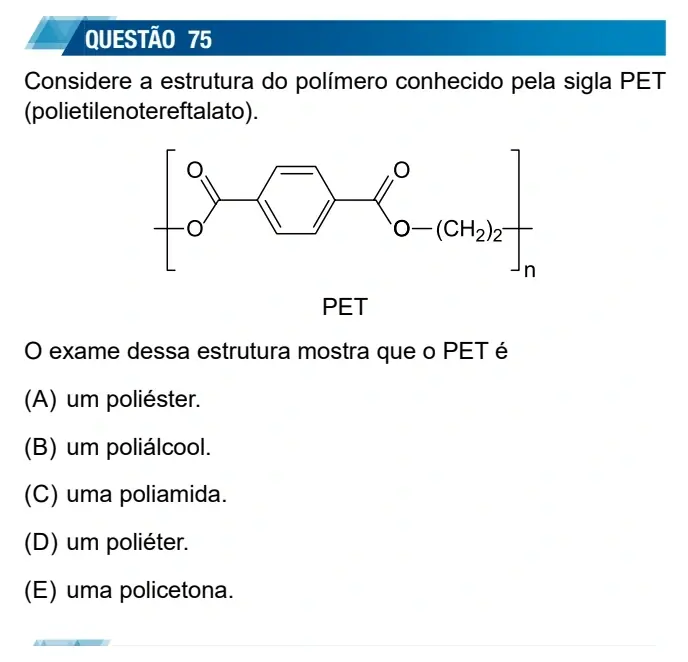 QUESTÃO 75
Considere a estrutura do polímero conhecido pela sigla PET
(polietilenotereftalato).
O O
O O—(CH₂)₂
n
PET
O exame dessa estrutura mostra que o PET é
(A) um poliéster.
(B) um poliálcool.
(C) uma poliamida.
(D) um poliéter.
(E) uma policetona.